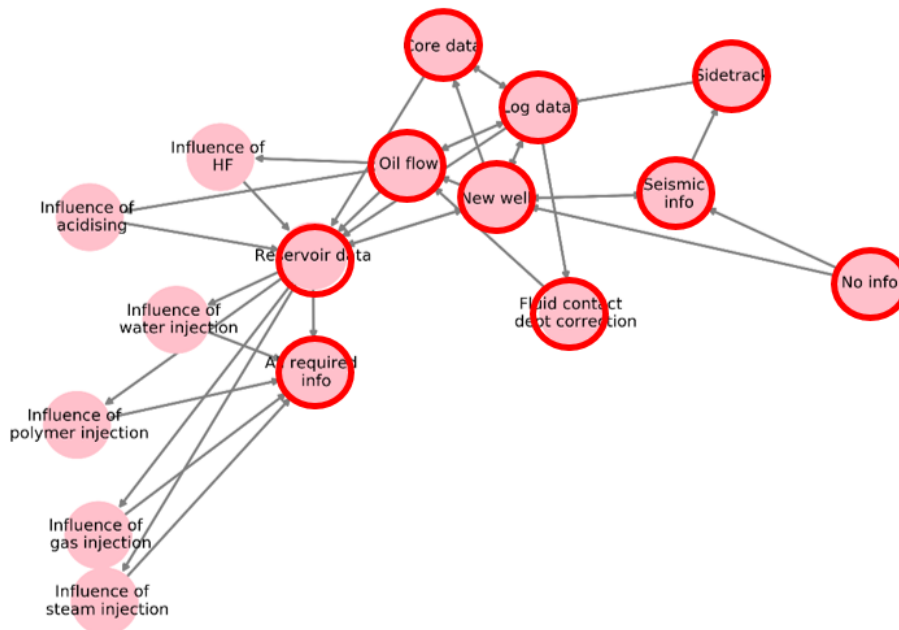 Core data
Sidetrack
Log data
Influence of
HF
Oil flow
New well
Seismic
info
Influence of
acidising
Reservoir data
No info
Fluid contact
dept correction
Influence of
water injection
All required
info
Influence of
polymer injection
Influence of
gas injection
Influence of
steam injection